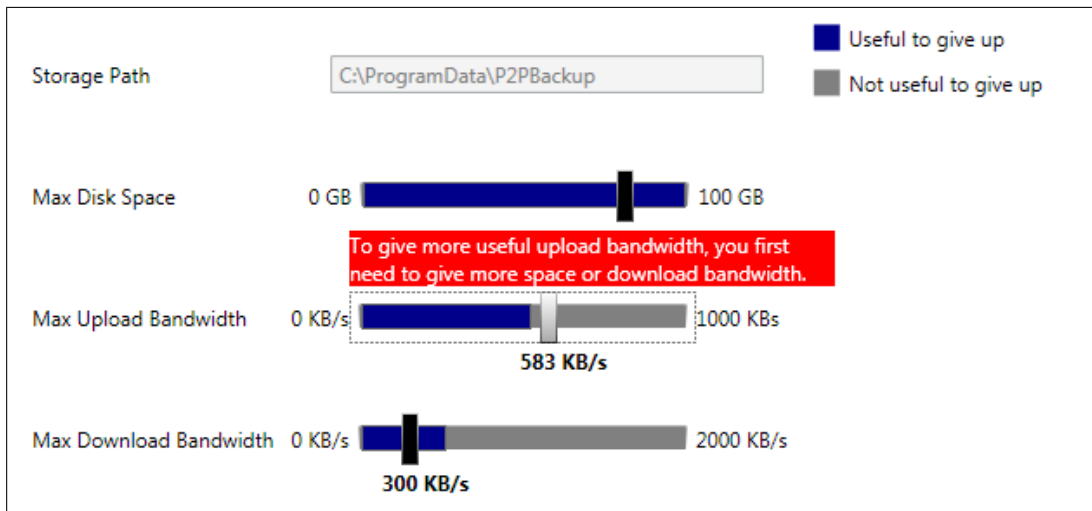 Useful to give up
Storage Path C:\ProgramData\P2PBackup
Not useful to give up
Max Disk Space 0 GB 100 GB
To give more useful upload bandwidth, you first
need to give more space or download bandwidth.
Max Upload Bandwidth 0 KB/s 1000 KBs
583 KB/s
Max Download Bandwidth 0 KB/s 2000 KB/s
300 KB/s